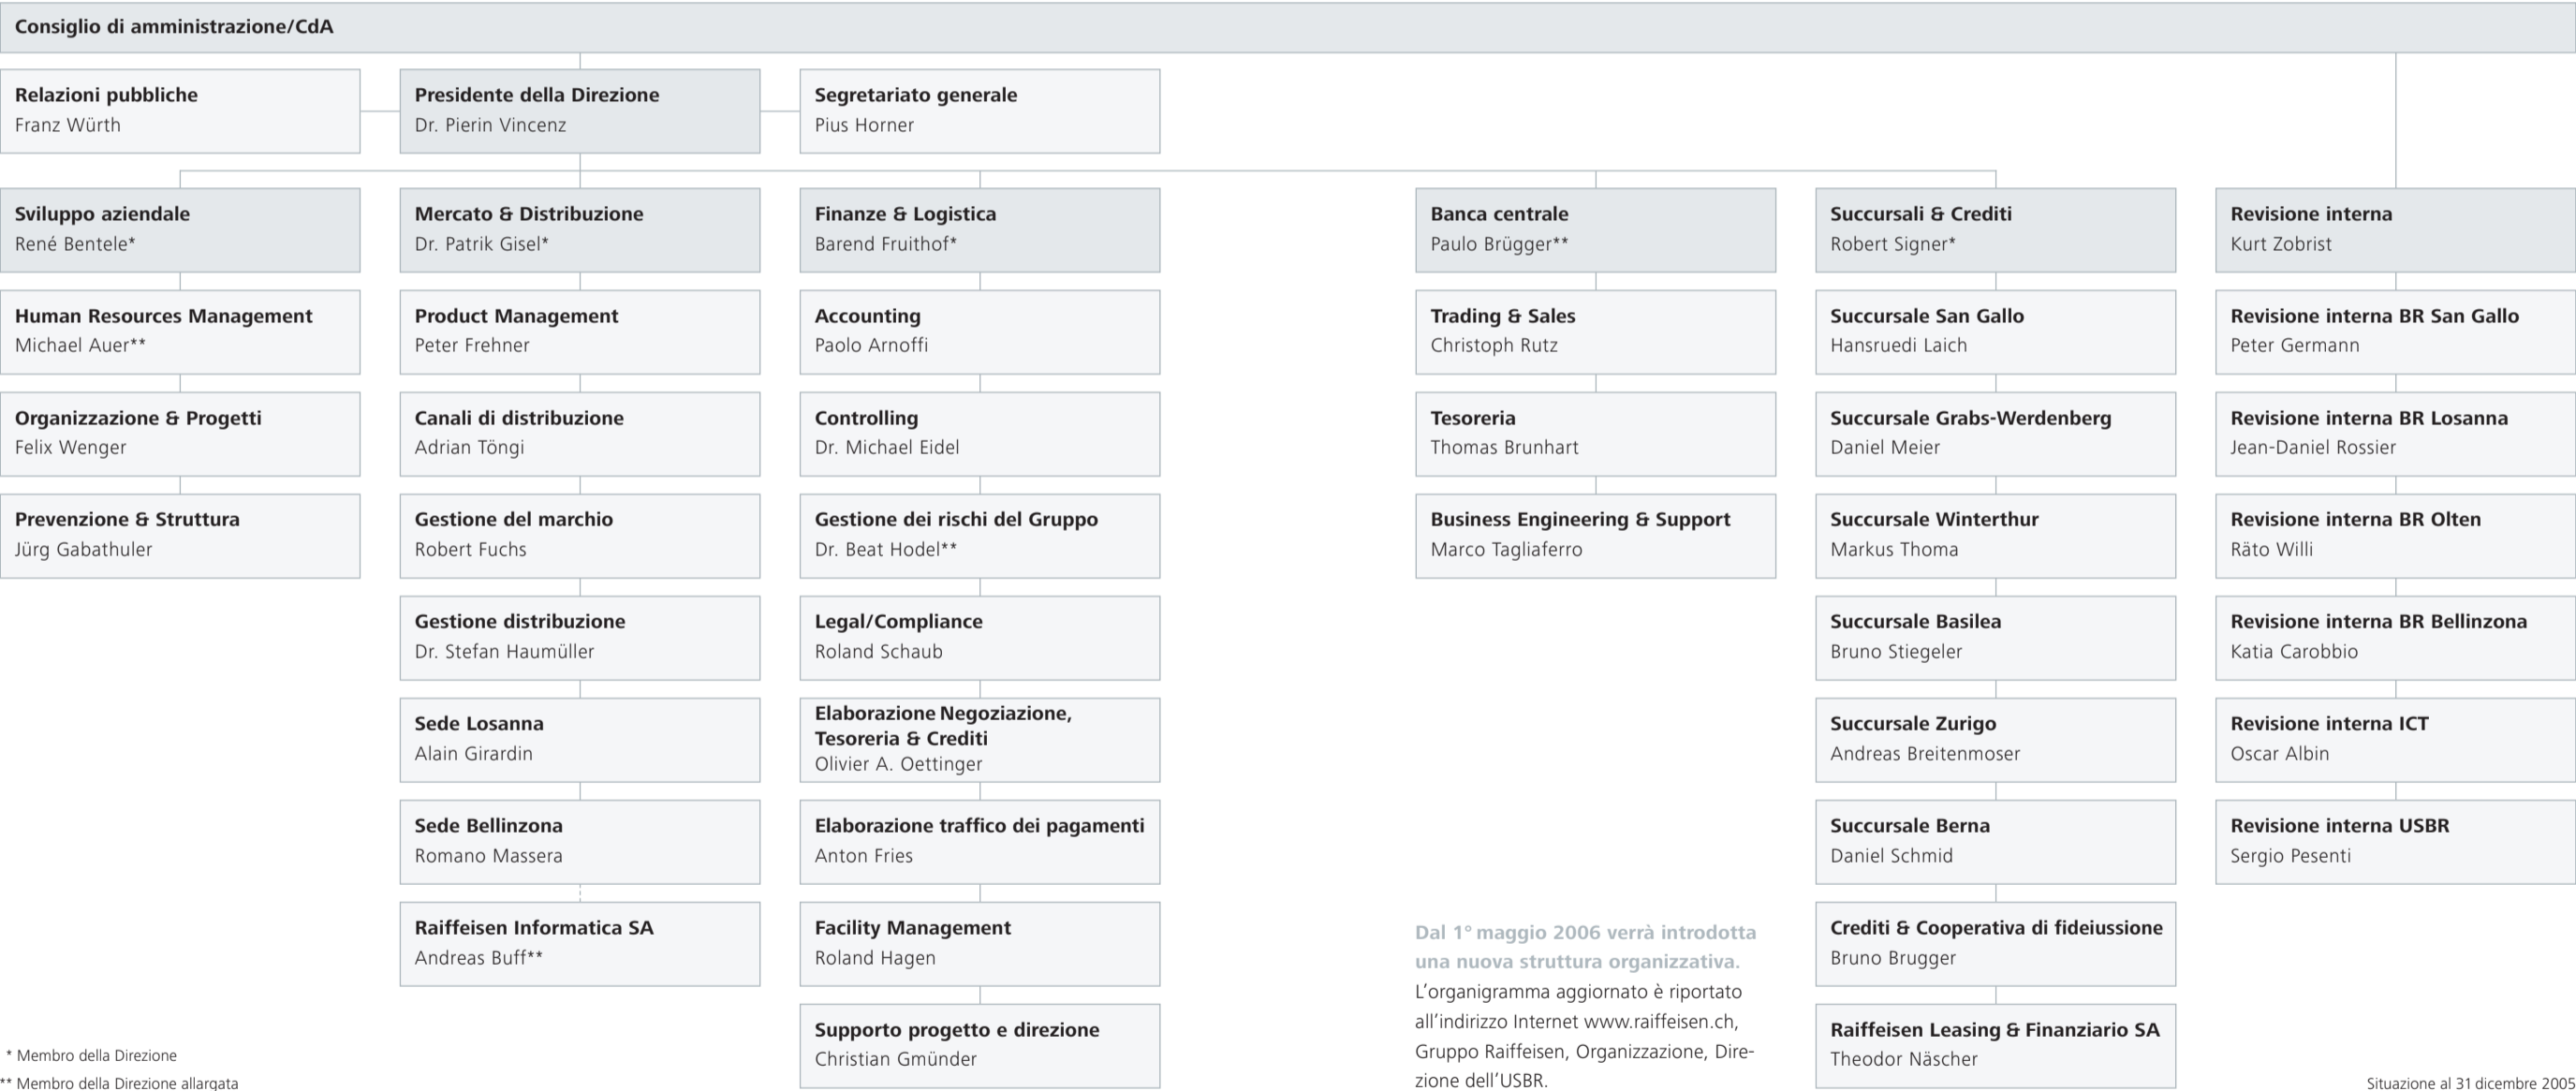 Consiglio di amministrazione/CdA
Relazioni pubbliche
Franz Würth
Presidente della Direzione
Dr. Pierin Vincenz
Segretariato generale
Pius Horner
Sviluppo aziendale
René Bentele*
Human Resources Management
Michael Auer**
Organizzazione & Progetti
Felix Wenger
Prevenzione & Struttura
Jürg Gabathuler
Mercato & Distribuzione
Dr. Patrik Gisel*
Product Management
Peter Frehner
Canali di distribuzione
Adrian Töngi
Gestione del marchio
Robert Fuchs
Gestione distribuzione
Dr. Stefan Haumüller
Sede Losanna
Alain Girardin
Sede Bellinzona
Romano Massera
Raiffeisen Informatica SA
Andreas Buff**
Finanze & Logistica
Barend Fruithof*
Accounting
Paolo Arnoffi
Controlling
Dr. Michael Eidel
Gestione dei rischi del Gruppo
Dr. Beat Hodel**
Legal/Compliance
Roland Schaub
Elaborazione Negoziazione,
Tesoreria & Crediti
Olivier A. Oettinger
Elaborazione traffico dei pagamenti
Anton Fries
Facility Management
Roland Hagen
Supporto progetto e direzione
Christian Gmünder
Banca centrale
Paulo Brügger**
Trading & Sales
Christoph Rutz
Tesoreria
Thomas Brunhart
Business Engineering & Support
Marco Tagliaferro
Succursali & Crediti
Robert Signer*
Succursale San Gallo
Hansruedi Laich
Succursale Grabs-Werdenberg
Daniel Meier
Succursale Winterthur
Markus Thoma
Succursale Basilea
Bruno Stiegeler
Succursale Zurigo
Andreas Breitenmoser
Succursale Berna
Daniel Schmid
Crediti & Cooperativa di fideiussione
Bruno Brugger
Raiffeisen Leasing & Finanziario SA
Theodor Näscher
Revisione interna
Kurt Zobrist
Revisione interna BR San Gallo
Peter Germann
Revisione interna BR Losanna
Jean-Daniel Rossier
Revisione interna BR Olten
Räto Willi
Revisione interna BR Bellinzona
Katia Carobbio
Revisione interna ICT
Oscar Albin
Revisione interna USBR
Sergio Pesenti
Dal 1° maggio 2006 verrà introdotta
una nuova struttura organizzativa.
L'organigramma aggiornato è riportato
all'indirizzo Internet www.raiffeisen.ch,
Gruppo Raiffeisen, Organizzazione, Dire-
zione dell'USBR.
* Membro della Direzione
** Membro della Direzione allargata
Situazione al 31 dicembre 2005